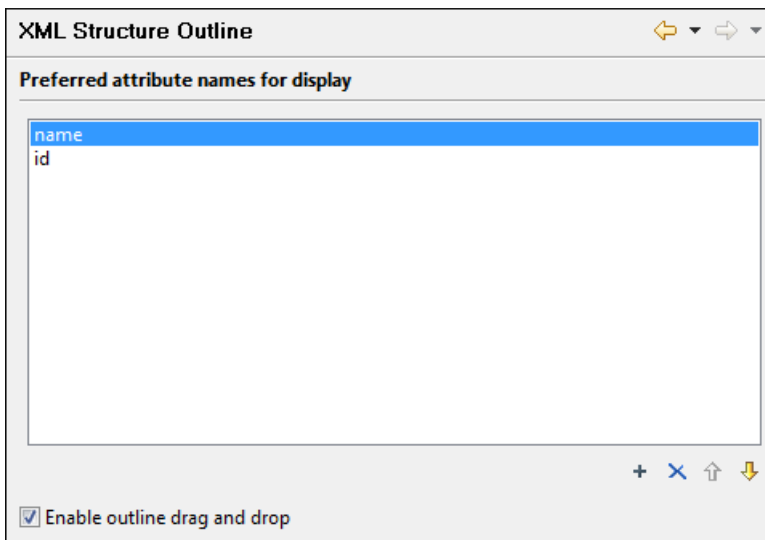 XML Structure Outline
Preferred attribute names for display
name
id
Enable outline drag and drop